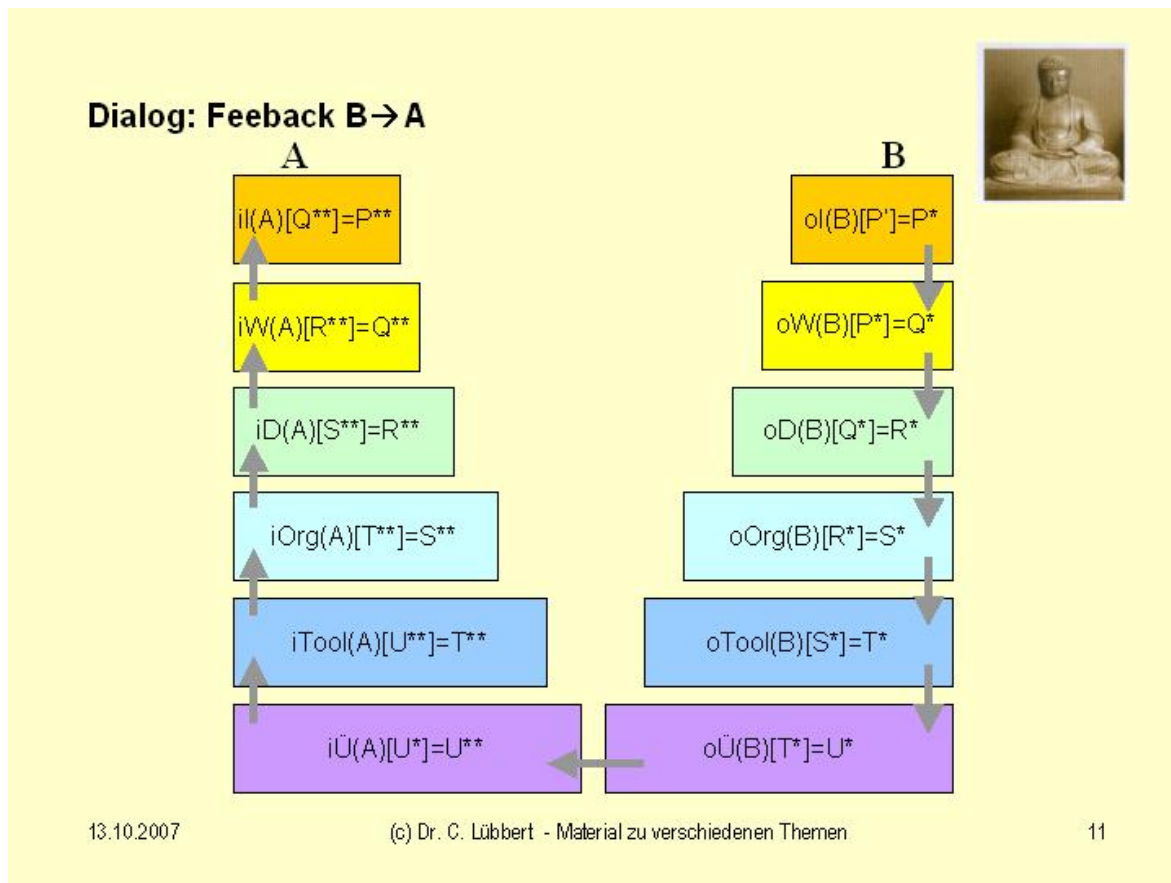 Dialog: Feeback B→A
A
B
iI(A)[Q**]=P**
oI(B)[P']=P*
iW(A)[R**]=Q**
oW(B)[P*]=Q*
iD(A)[S**]=R**
oD(B)[Q*]=R*
iOrg(A)[T**]=S**
oOrg(B)[R*]=S*
iTool(A)[U**]=T**
oTool(B)[S*]=T*
iÜ(A)[U*]=U**
oÜ(B)[T*]=U*
13.10.2007
(c) Dr. C. Lübbert - Material zu verschiedenen Themen
11